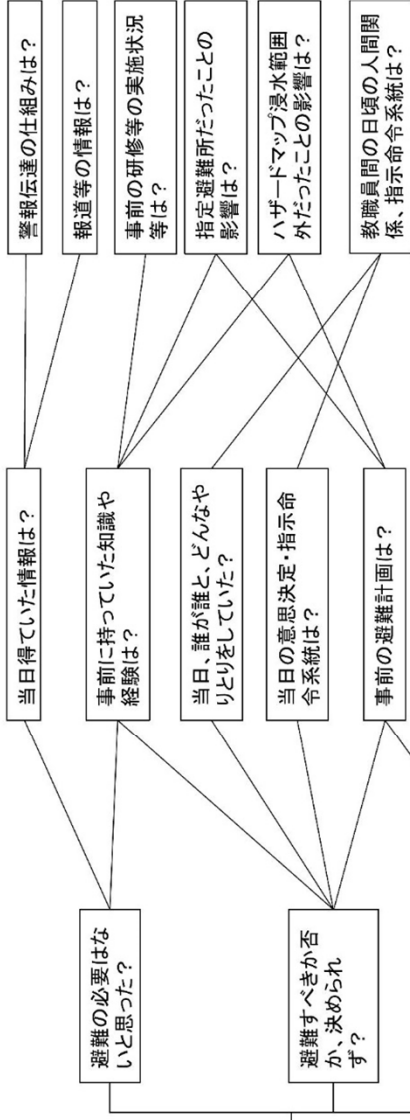 避難の必要はな
いと思った？
避難すべきか否
か、決められ
ず？
当日得ていた情報は？
事前に持っていた知識や
経験は？
当日、誰が誰と、どんなや
りとりをしていた？
当日の意思決定・指示命
令系統は？
事前の避難計画は？
警報伝達の仕組みは？
報道等の情報は？
事前の研修等の実施状況
等は？
指定避難所だったことの
影響は？
ハザードマップ浸水範囲
外だったことの影響は？
教職員間の日頃の人間関
係、指示命令系統は？